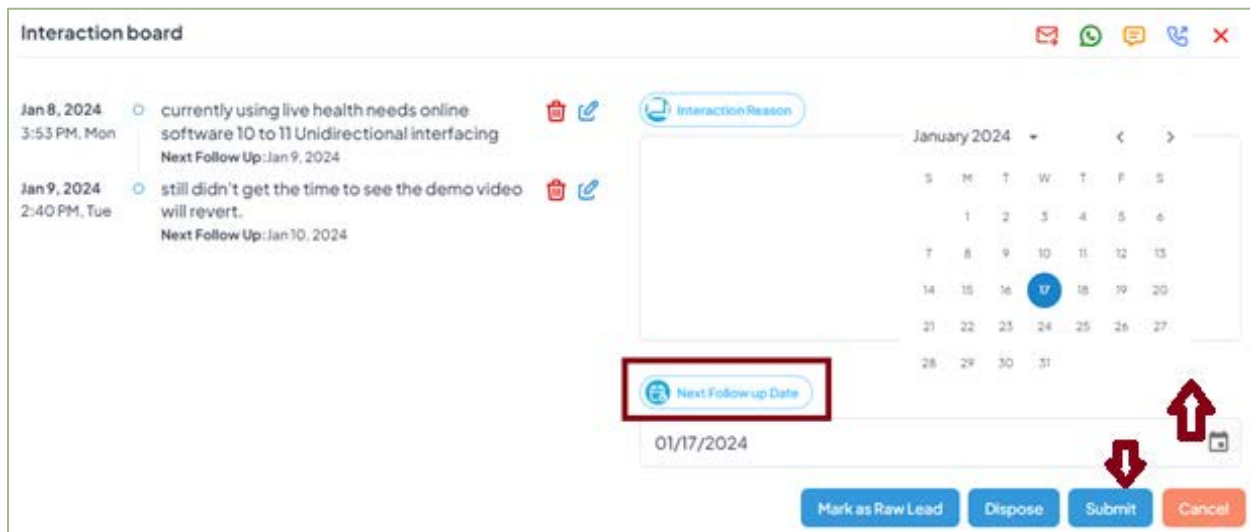 Interaction board
Jan 8, 2024
3:53 PM, Mon
currently using live health needs online
software 10 to 11 Unidirectional interfacing
Next Follow Up:Jan 9, 2024
Jan 9, 2024
2:40 PM, Tue
still didn't get the time to see the demo video
will revert.
Next Follow Up:Jan 10, 2024
Interaction Reason
January 2024
S M T W T F S
1 2 3 4 5 6
7 8 9 10 11 12 13
14 15 16 17 18 19 20
21 22 23 24 25 26 27
28 29 30 31
Next Follow up Date
01/17/2024
Mark as Raw Lead Dispose Submit Cancel